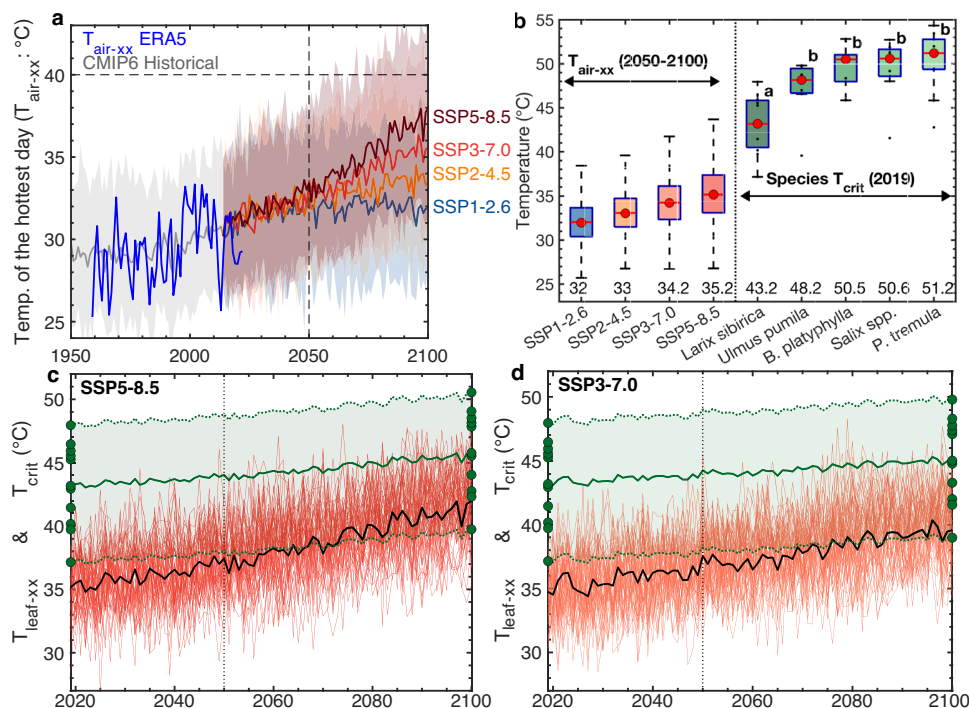 a
T_air-xx ERA5
CMIP6 Historical
Temp. of the hottest day (T_air-xx: °C)
40
35
30
25
1950
2000
2050
2100
SSP5-8.5
SSP3-7.0
SSP2-4.5
SSP1-2.6
b
Temperature (°C)
55
50
45
40
35
30
25
T_air-xx (2050-2100)
a
b
b
b
b
Species T_crit (2019)
32
33
34.2
35.2
43.2
48.2
50.5
50.6
51.2
SSP1-2.6
SSP2-4.5
SSP3-7.0
SSP5-8.5
Larix sibirica
Ulmus pumila
B. platyphylla
Salix spp.
P. tremula
c
SSP5-8.5
T_leaf-xx & T_crit (°C)
50
45
40
35
30
2020
2040
2060
2080
2100
d
SSP3-7.0
T_leaf-xx & T_crit (°C)
50
45
40
35
30
2020
2040
2060
2080
2100